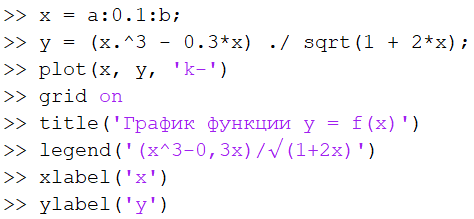 >> x = a:0.1:b;
>> y = (x.^3 - 0.3*x) ./ sqrt(1 + 2*x);
>> plot(x, y, 'k-')
>> grid on
>> title('График функции y = f(x)')
>> legend('(x^3-0,3x)/√(1+2x)')
>> xlabel('x')
>> ylabel('y')